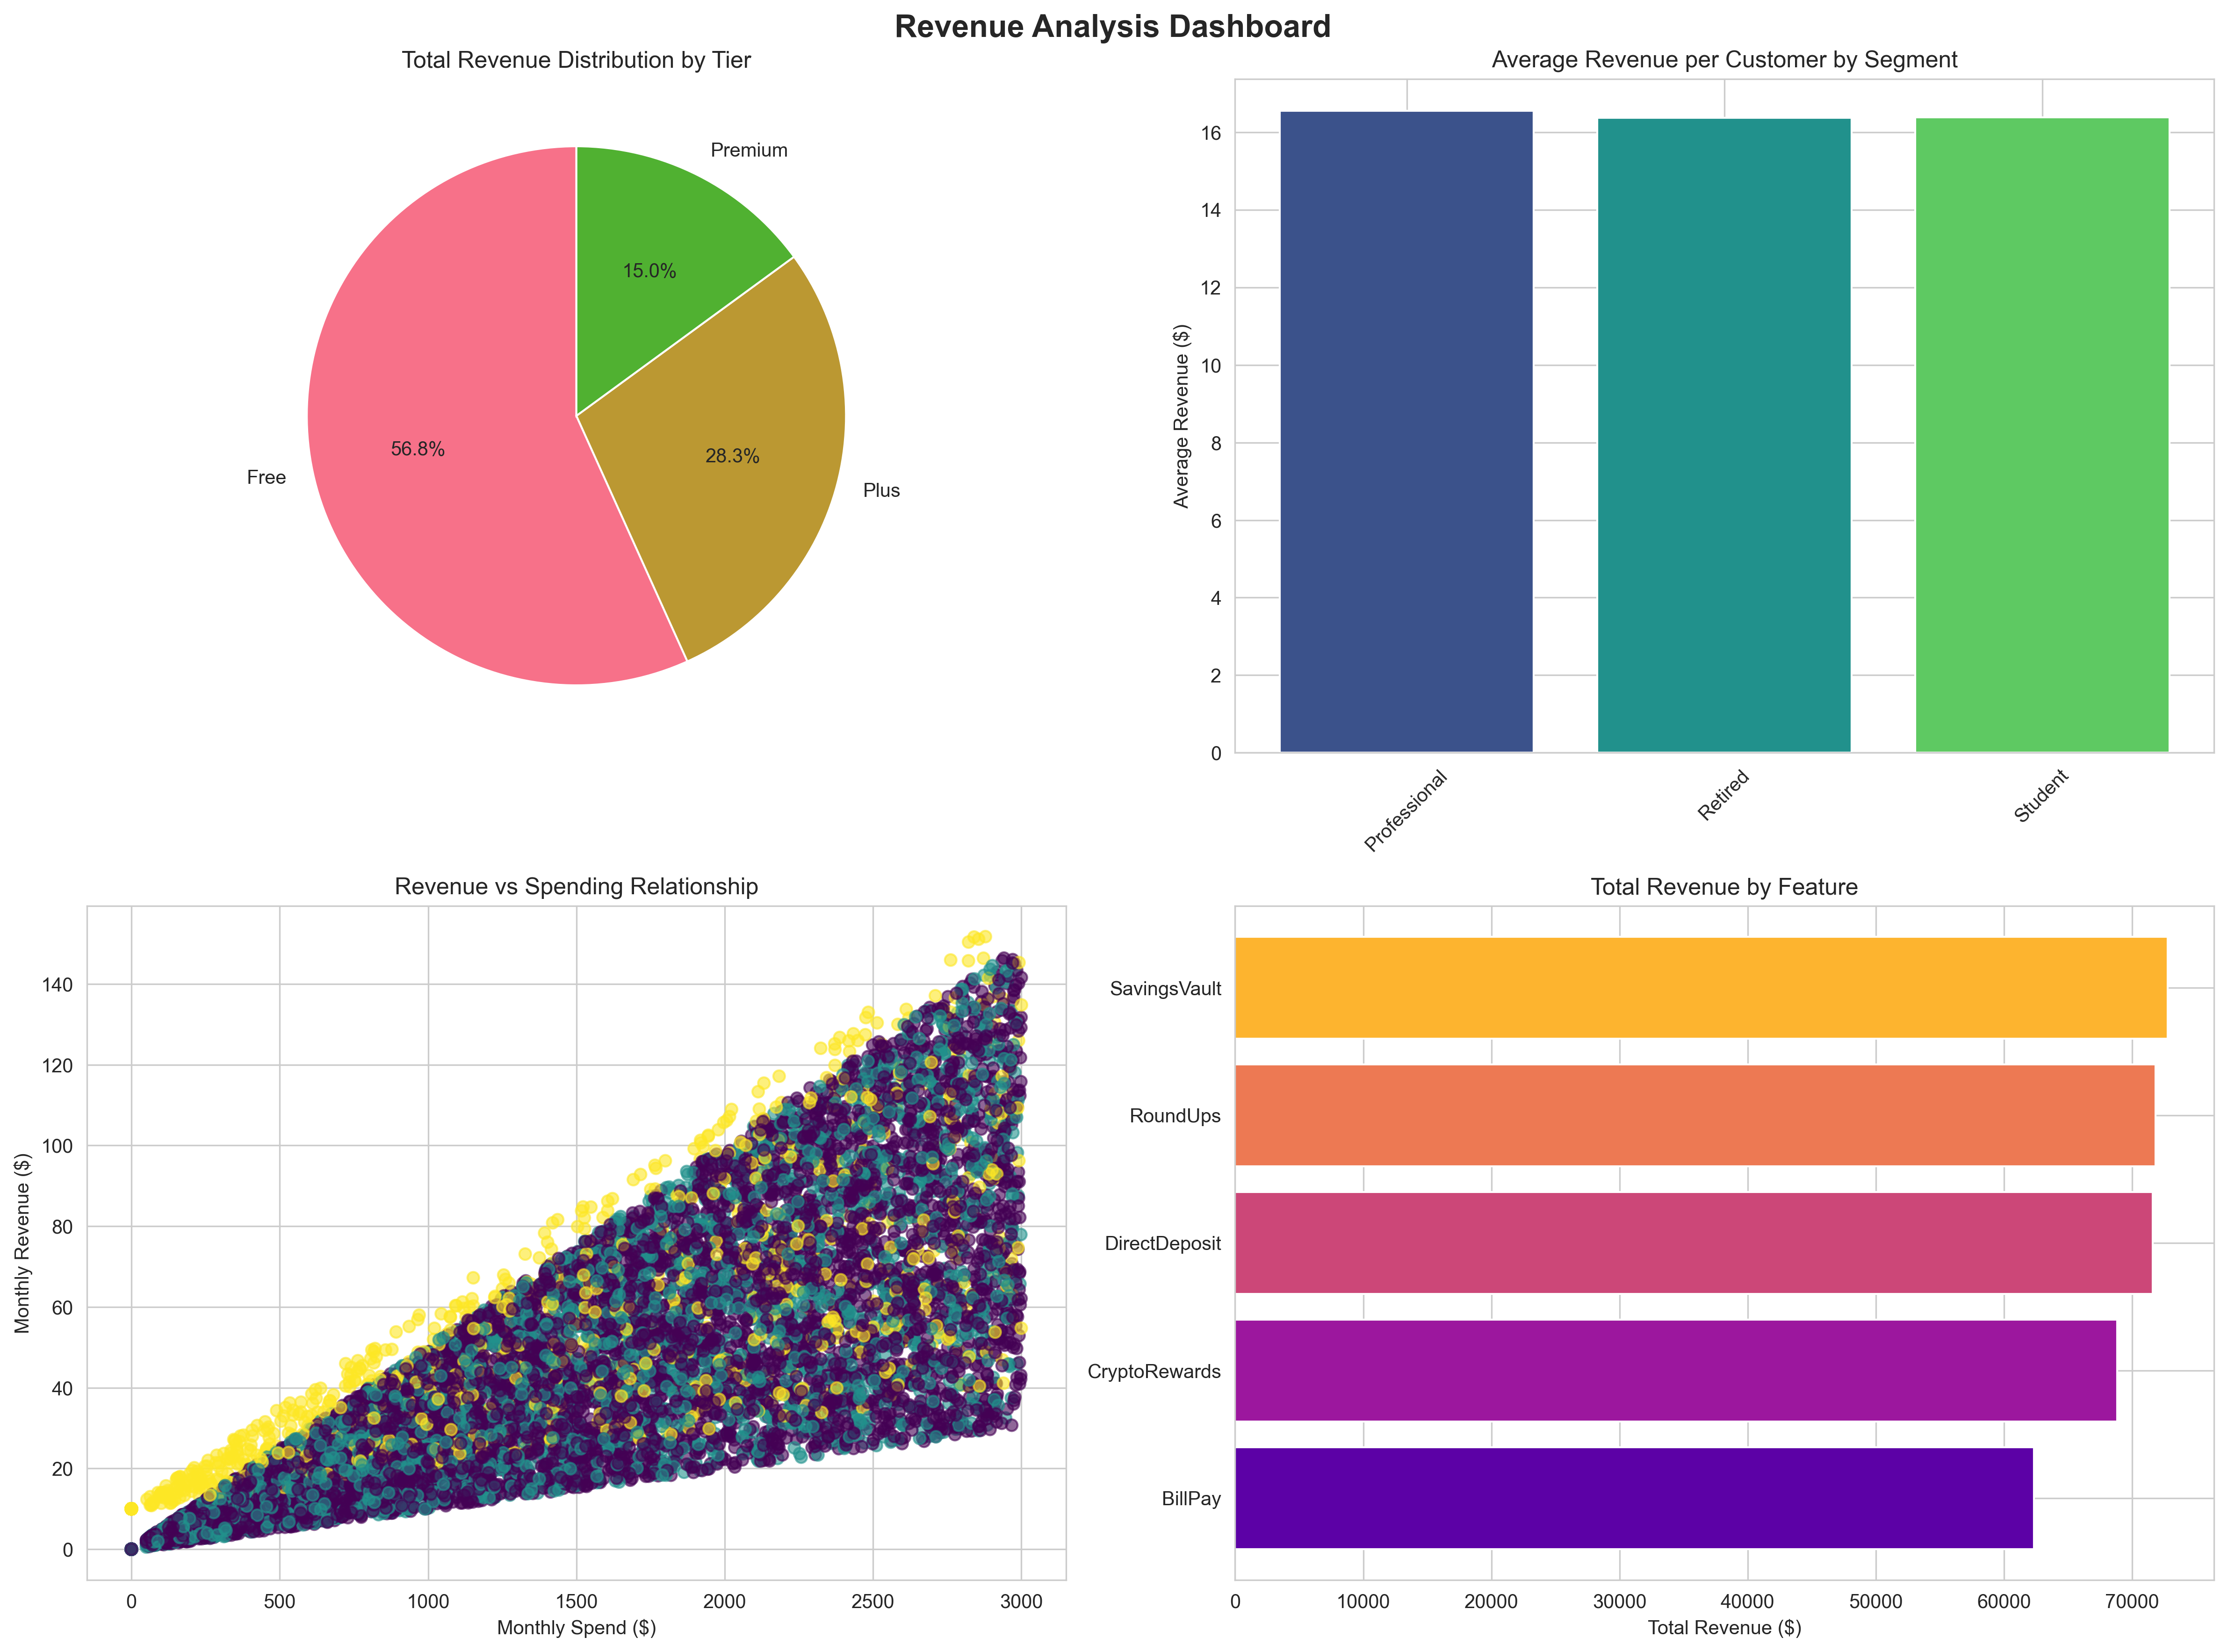 Revenue Analysis Dashboard
Total Revenue Distribution by Tier
Premium
15.0%
56.8%
28.3%
Free
Plus
Average Revenue per Customer by Segment
Average Revenue ($)
16
14
12
10
8
6
4
2
0
Professional
Retired
Student
Revenue vs Spending Relationship
Monthly Revenue ($)
140
120
100
80
60
40
20
0
0 500 1000 1500 2000 2500 3000
Monthly Spend ($)
Total Revenue by Feature
SavingsVault
RoundUps
DirectDeposit
CryptoRewards
BillPay
0 10000 20000 30000 40000 50000 60000 70000
Total Revenue ($)